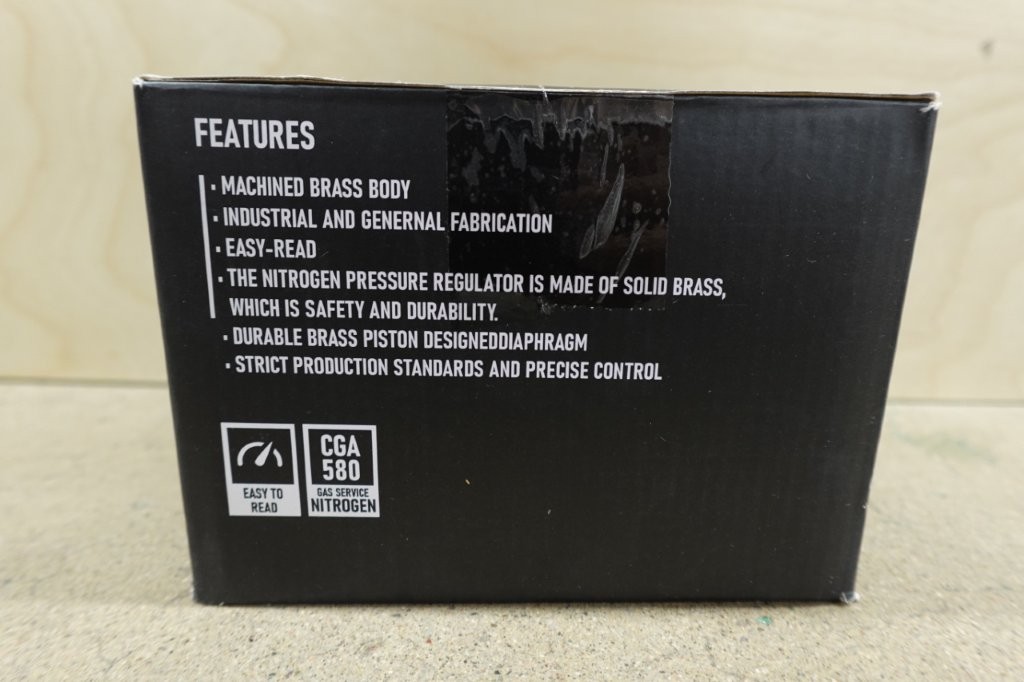 FEATURES
· MACHINED BRASS BODY
· INDUSTRIAL AND GENERNAL FABRICATION
· EASY-READ
· THE NITROGEN PRESSURE REGULATOR IS MADE OF SOLID BRASS,
WHICH IS SAFETY AND DURABILITY.
· DURABLE BRASS PISTON DESIGNEDDIAPHRAGM
· STRICT PRODUCTION STANDARDS AND PRECISE CONTROL
EASY TO
READ
CGA
580
GAS SERVICE
NITROGEN